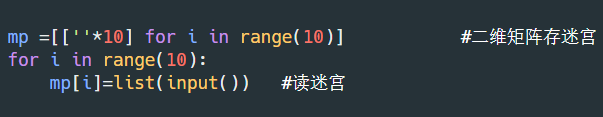 mp =[[''*10] for i in range(10)]           #二维矩阵存迷宫
for i in range(10):
    mp[i]=list(input())   #读迷宫